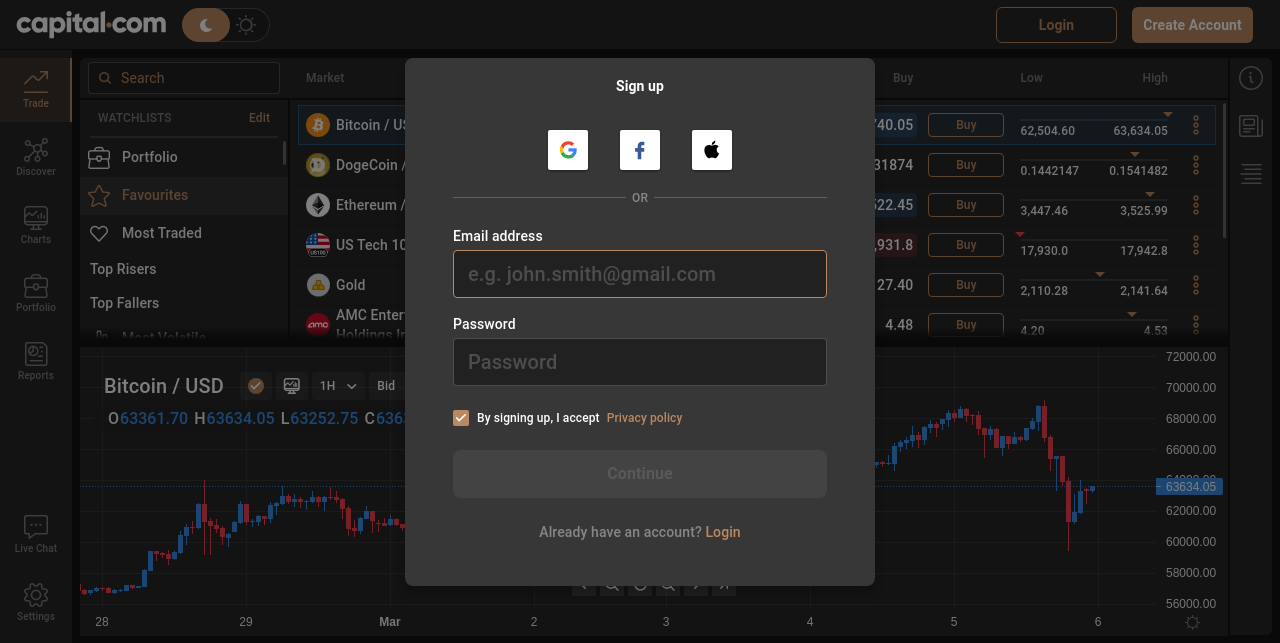 capital.com
Login
Create Account
Trade
Discover
Charts
Portfolio
Reports
Live Chat
Settings
Search
WATCHLISTS
Edit
Portfolio
Favourites
Most Traded
Top Risers
Top Fallers
Most Volatile
Market
Buy
Low
High
Bitcoin / US
740.05
Buy
62,504.60
63,634.05
DogeCoin /
31874
Buy
0.1442147
0.1541482
Ethereum /
522.45
Buy
3,447.46
3,525.99
US100
US Tech 10
,931.8
Buy
17,930.0
17,942.8
Gold
27.40
Buy
2,110.28
2,141.64
amc
AMC Enter
Holdings In
4.48
Buy
4.20
4.53
Sign up
OR
Email address
e.g. john.smith@gmail.com
Password
Password
By signing up, I accept Privacy policy
Continue
Already have an account? Login
Bitcoin / USD
1H
Bid
O63361.70 H63634.05 L63252.75 C6363
72000.00
70000.00
68000.00
66000.00
64000.00
63634.05
62000.00
60000.00
58000.00
56000.00
28
29
Mar
2
3
4
5
6